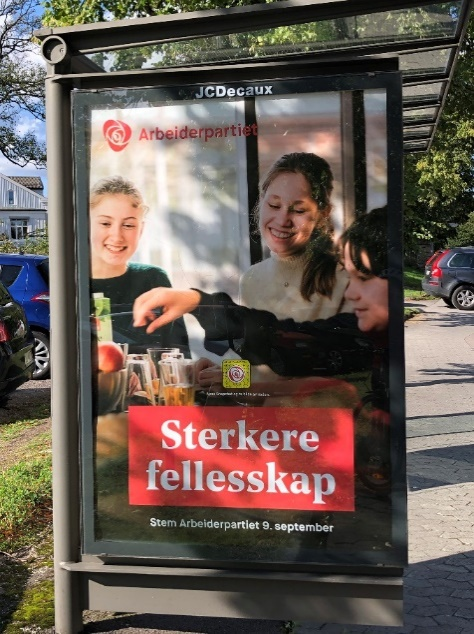 JCDecaux
Arbeiderpartiet
Sterkere
fellesskap
Stem Arbeiderpartiet 9. september